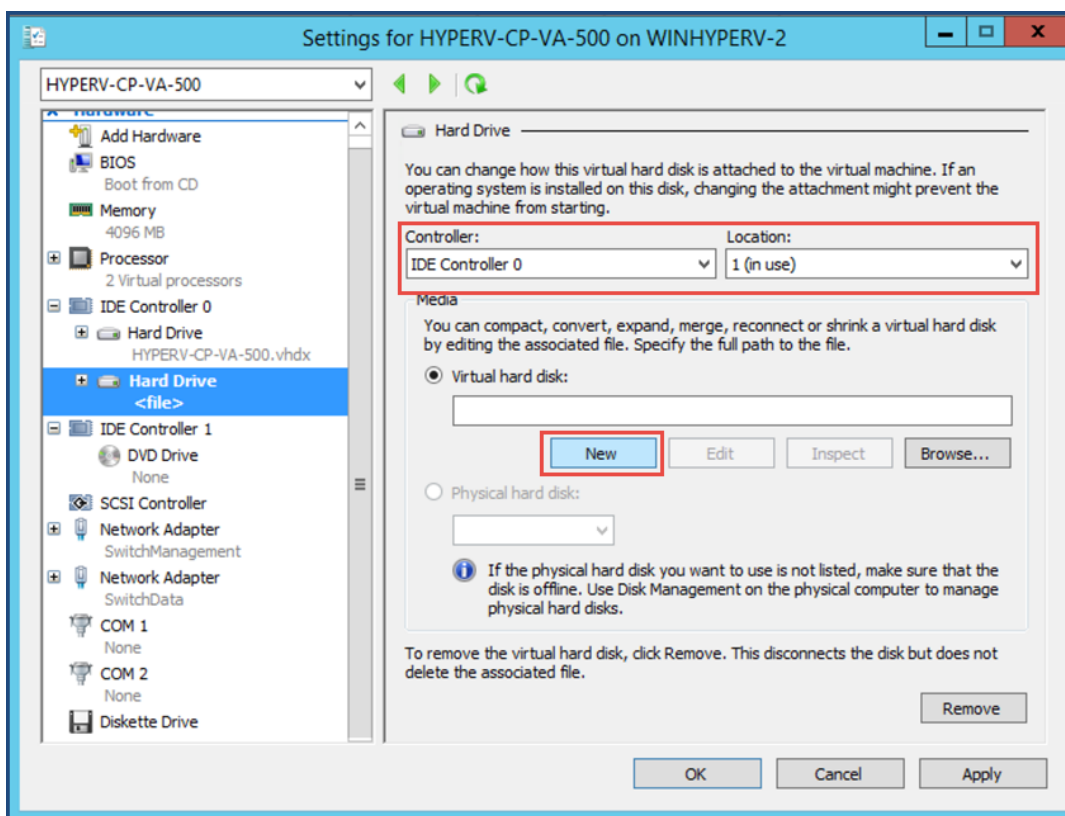 Settings for HYPERV-CP-VA-500 on WINHYPERV-2
HYPERV-CP-VA-500
Hardware
Add Hardware
BIOS
Boot from CD
Memory
4096 MB
Processor
2 Virtual processors
IDE Controller 0
Hard Drive
HYPERV-CP-VA-500.vhdx
Hard Drive
<file>
IDE Controller 1
DVD Drive
None
SCSI Controller
Network Adapter
SwitchManagement
Network Adapter
SwitchData
COM 1
None
COM 2
None
Diskette Drive
Hard Drive
You can change how this virtual hard disk is attached to the virtual machine. If an
operating system is installed on this disk, changing the attachment might prevent the
virtual machine from starting.
Controller: Location:
IDE Controller 0 1 (in use)
Media
You can compact, convert, expand, merge, reconnect or shrink a virtual hard disk
by editing the associated file. Specify the full path to the file.
Virtual hard disk:
New Edit Inspect Browse...
Physical hard disk:
If the physical hard disk you want to use is not listed, make sure that the
disk is offline. Use Disk Management on the physical computer to manage
physical hard disks.
To remove the virtual hard disk, click Remove. This disconnects the disk but does not
delete the associated file.
Remove
OK Cancel Apply